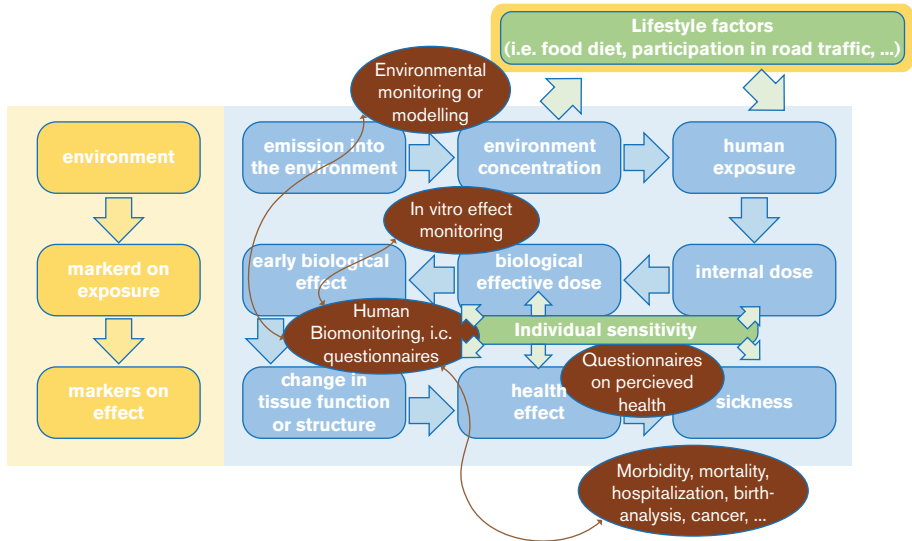 Lifestyle factors
(i.e. food diet, participation in road traffic, ...)
Environmental
monitoring or
modelling
environment
emission into
the environment
environment
concentration
human
exposure
In vitro effect
monitoring
markerd on
exposure
early biological
effect
biological
effective dose
internal dose
Human
Biomonitoring, i.c.
questionnaires
Individual sensitivity
Questionnaires
on percieved
health
markers on
effect
change in
tissue function
or structure
health
effect
sickness
Morbidity, mortality,
hospitalization, birth-
analysis, cancer, ...